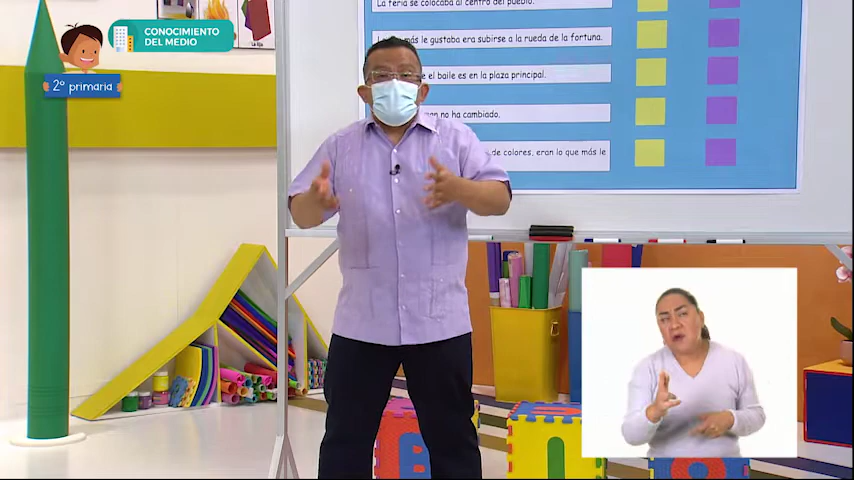 La feria se colocaba al centro del pueblo.
CONOCIMIENTO
DEL MEDIO
2° primaria
más le gustaba era subirse a la rueda de la fortuna.
e el baile es en la plaza principal.
no ha cambiado.
de colores, eran lo que más le
B